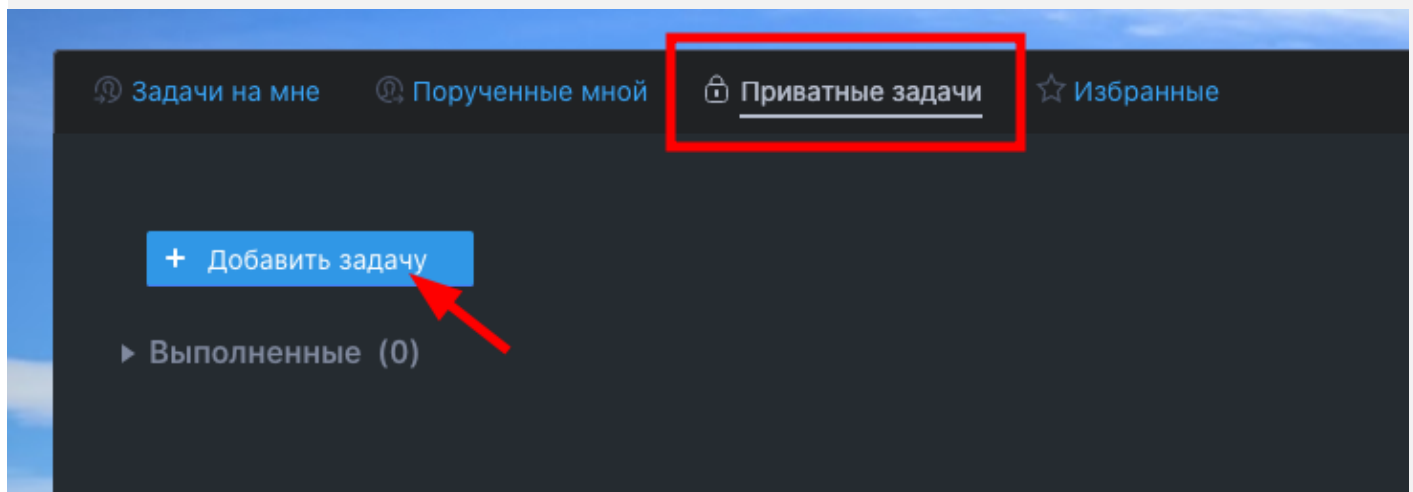 Задачи на мне Порученные мной Приватные задачи Избранные
+ Добавить задачу
Выполненные (0)